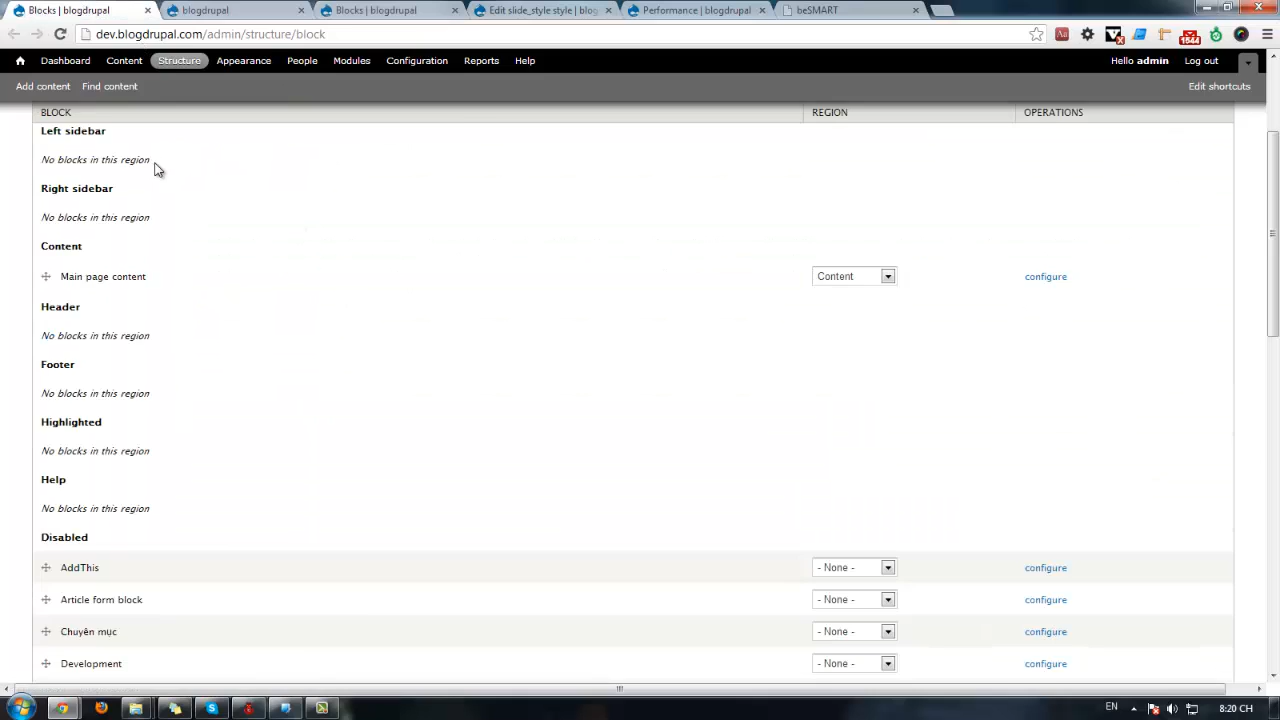 Blocks | blogdrupal
blogdrupal
Blocks | blogdrupal
Edit slide_style style | blog
Performance | blogdrupal
beSMART
dev.blogdrupal.com/admin/structure/block
1544
Dashboard Content Structure Appearance People Modules Configuration Reports Help Hello admin Log out
Add content Find content Edit shortcuts
BLOCK REGION OPERATIONS
Left sidebar
No blocks in this region
Right sidebar
No blocks in this region
Content
Main page content Content configure
Header
No blocks in this region
Footer
No blocks in this region
Highlighted
No blocks in this region
Help
No blocks in this region
Disabled
AddThis - None - configure
Article form block - None - configure
Chuyên mục - None - configure
Development - None - configure
EN 8:20 CH